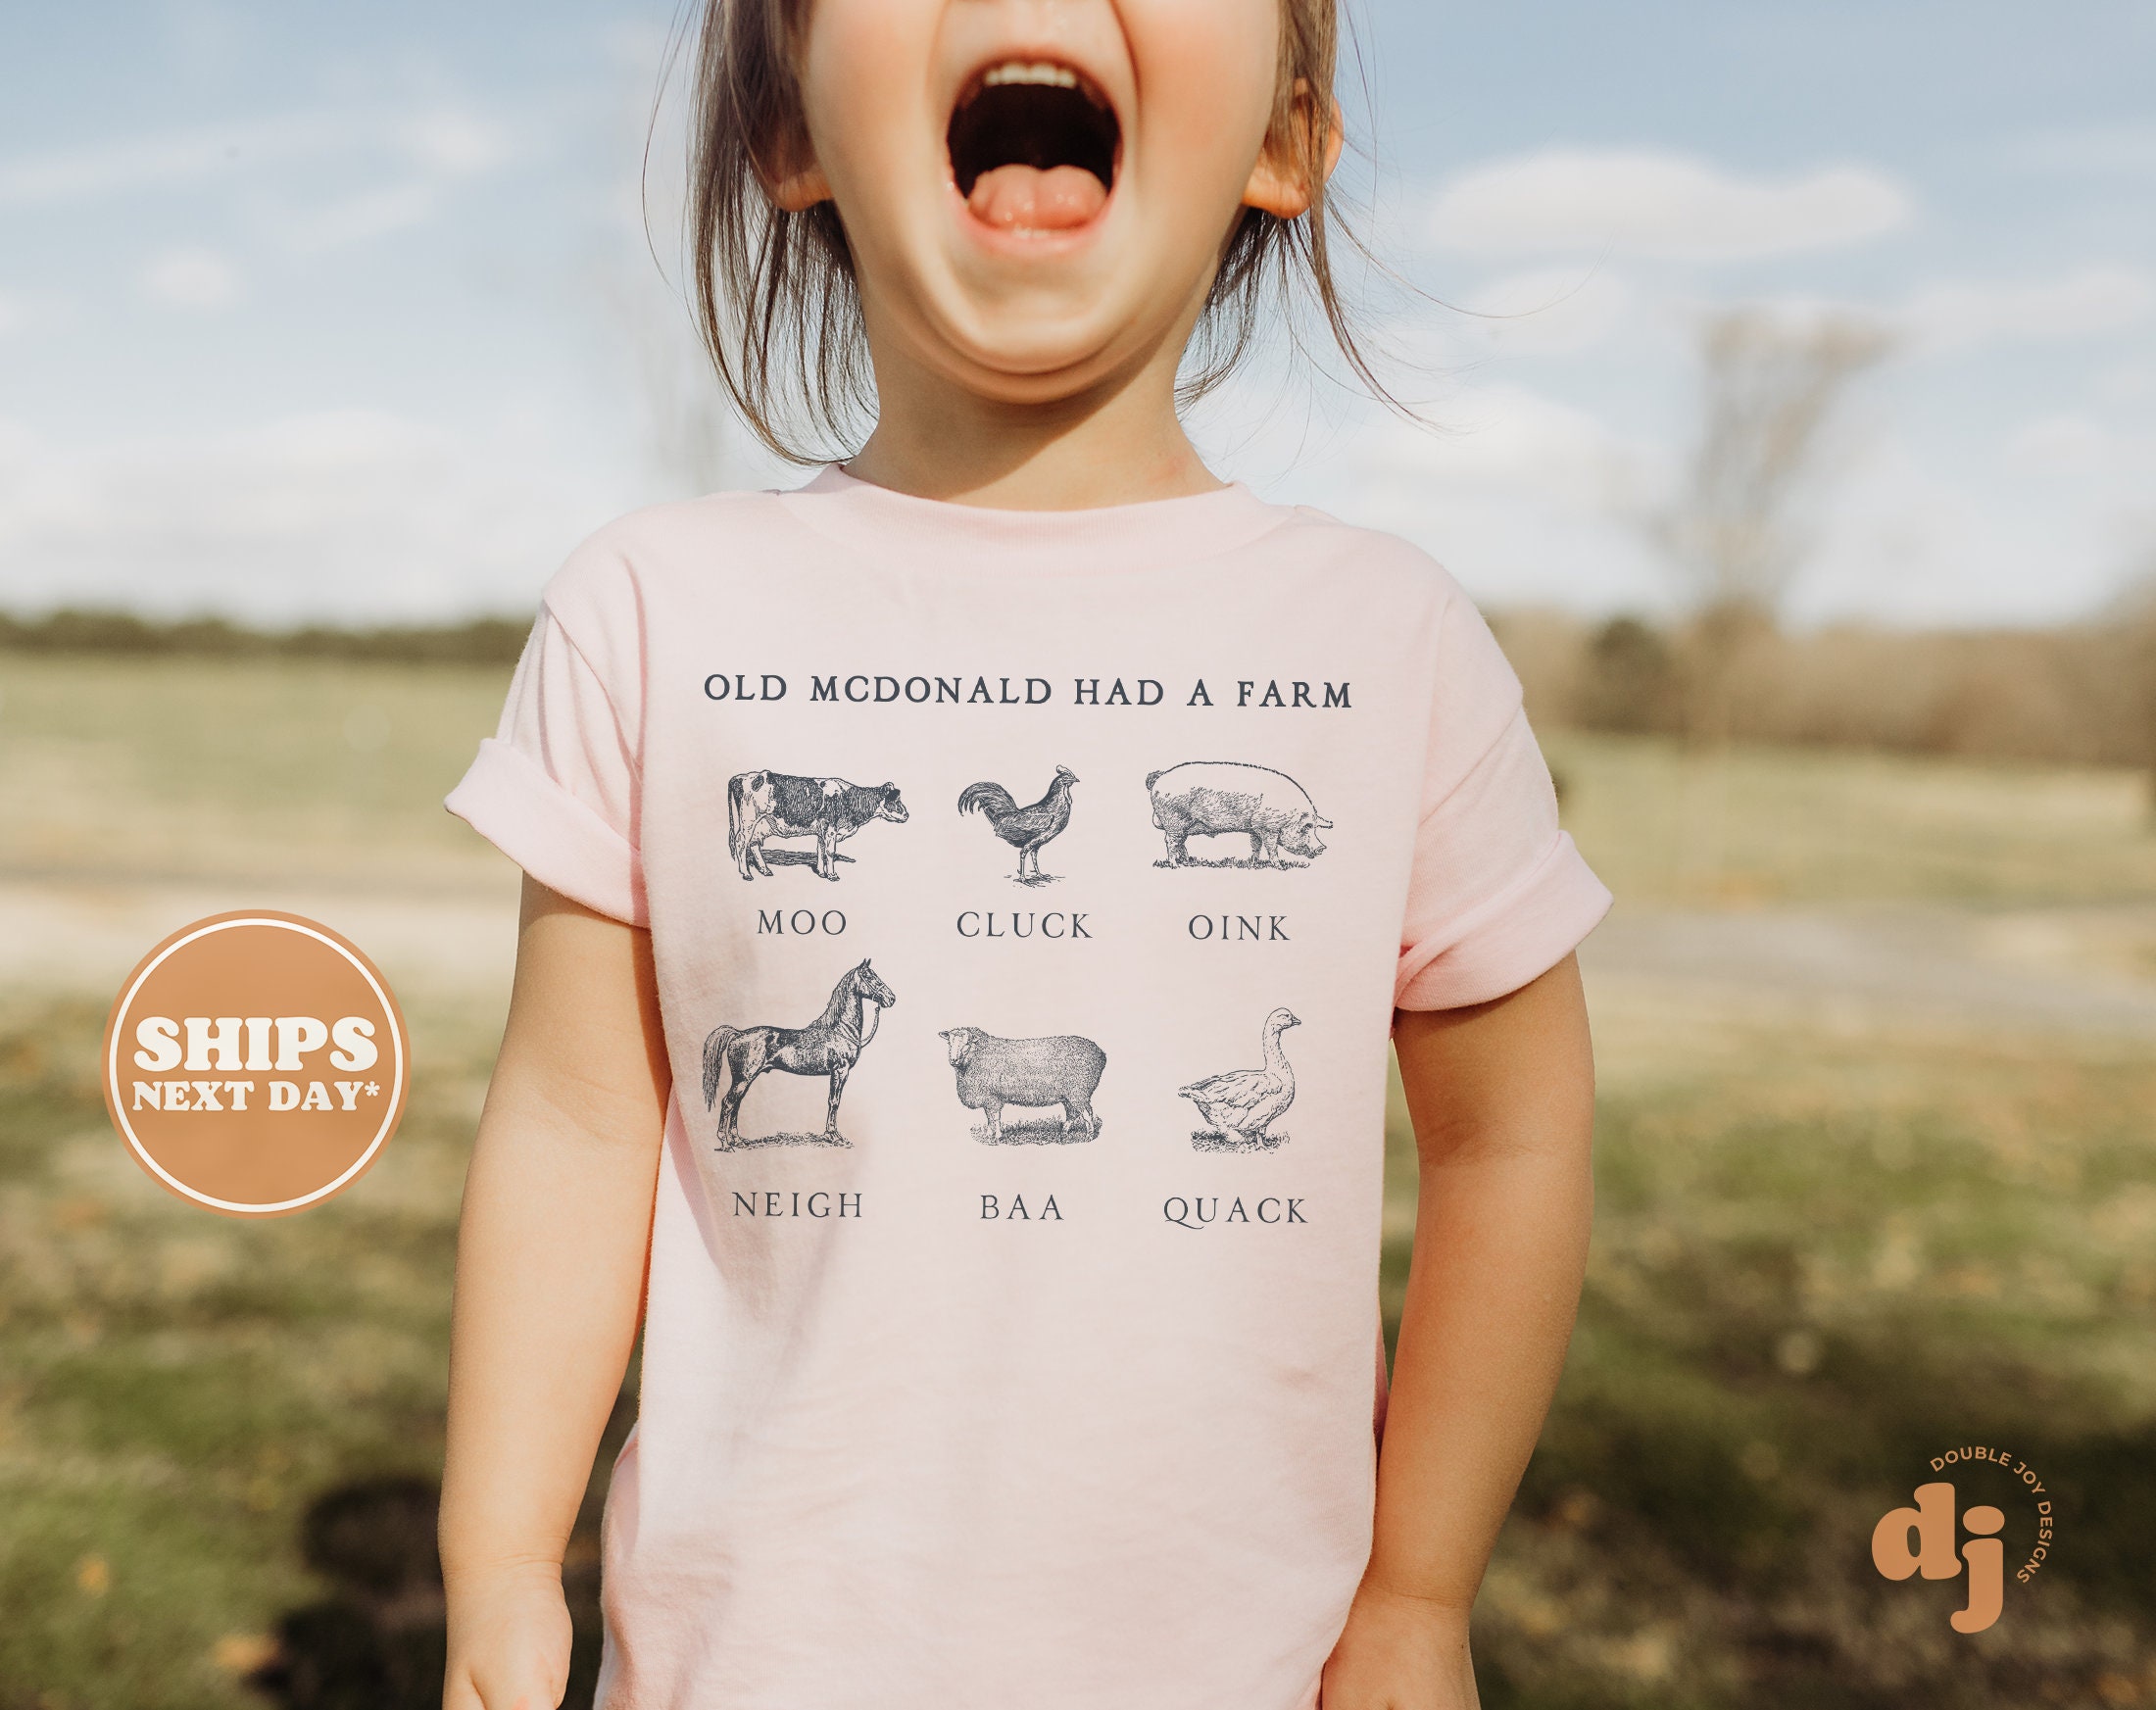 OLD MCDONALD HAD A FARM
MOO CLUCK OINK
NEIGH BAA QUACK
SHIPS
NEXT DAY*
DOUBLE JOY DESIGNS
dj